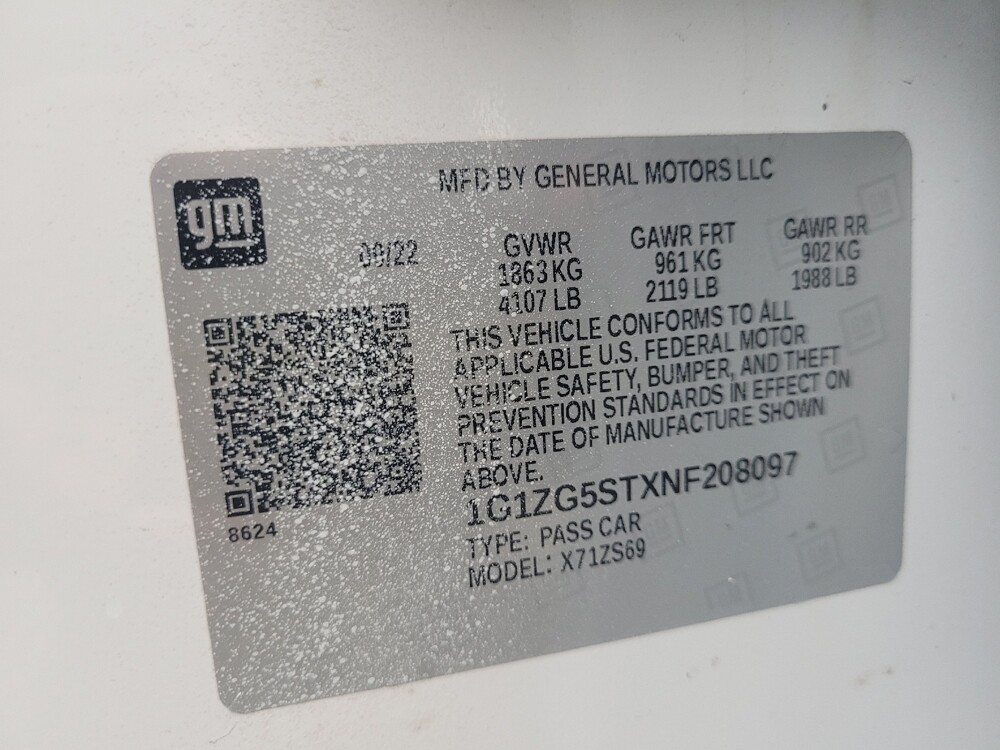 gm
MFD BY GENERAL MOTORS LLC
/22
GVWR GAWR FRT GAWR RR
1863 KG 961 KG 902 KG
4107 LB 2119 LB 1988 LB
THIS VEHICLE CONFORMS TO ALL
APPLICABLE U.S. FEDERAL MOTOR
VEHICLE SAFETY, BUMPER, AND THEFT
PREVENTION STANDARDS IN EFFECT ON
THE DATE OF MANUFACTURE SHOWN
ABOVE.
1G1ZG5STXNF208097
8624
TYPE: PASS CAR
MODEL: X71ZS69